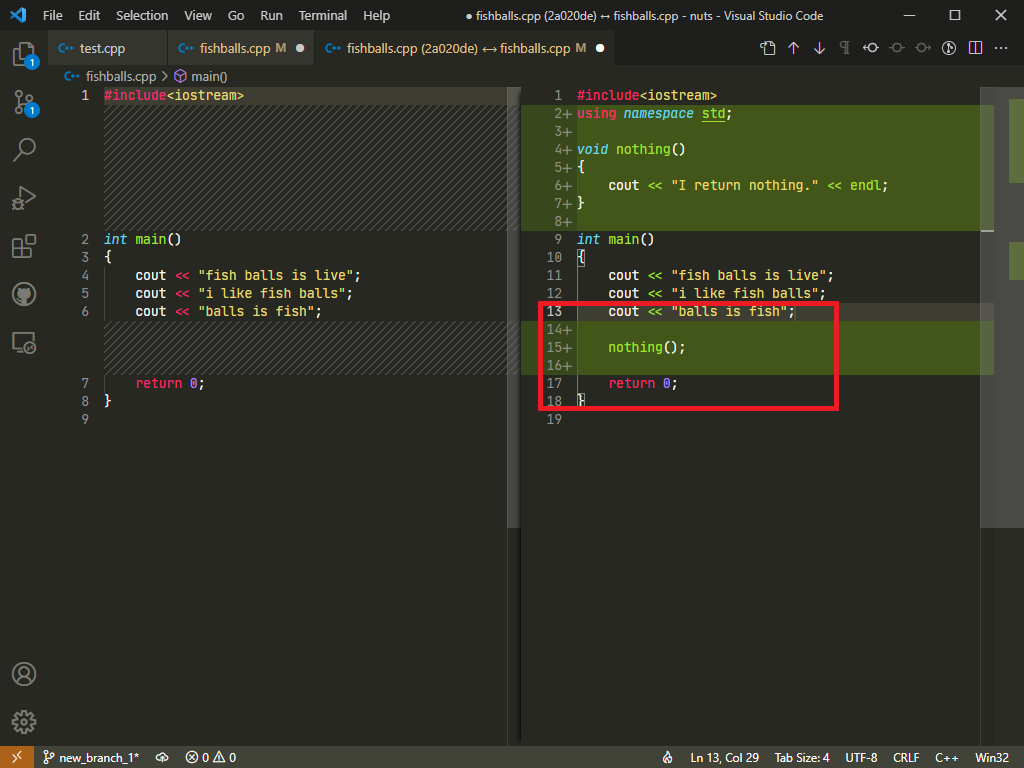 File Edit Selection View Go Run Terminal Help ● fishballs.cpp (2a020de) ↔ fishballs.cpp - nuts - Visual Studio Code
test.cpp fishballs.cpp M ● fishballs.cpp (2a020de) ↔ fishballs.cpp M ●
fishballs.cpp > main()
1
1
1 #include<iostream>
2 int main()
3 {
4 cout << "fish balls is live";
5 cout << "i like fish balls";
6 cout << "balls is fish";
7 return 0;
8 }
9
1 #include<iostream>
2+ using namespace std;
3+
4+ void nothing()
5+ {
6+ cout << "I return nothing." << endl;
7+ }
8+
9 int main()
10 {
11 cout << "fish balls is live";
12 cout << "i like fish balls";
13 cout << "balls is fish";
14+
15+ nothing();
16+
17 return 0;
18 }
19
new_branch_1* 0 0 Ln 13, Col 29 Tab Size: 4 UTF-8 CRLF C++ Win32